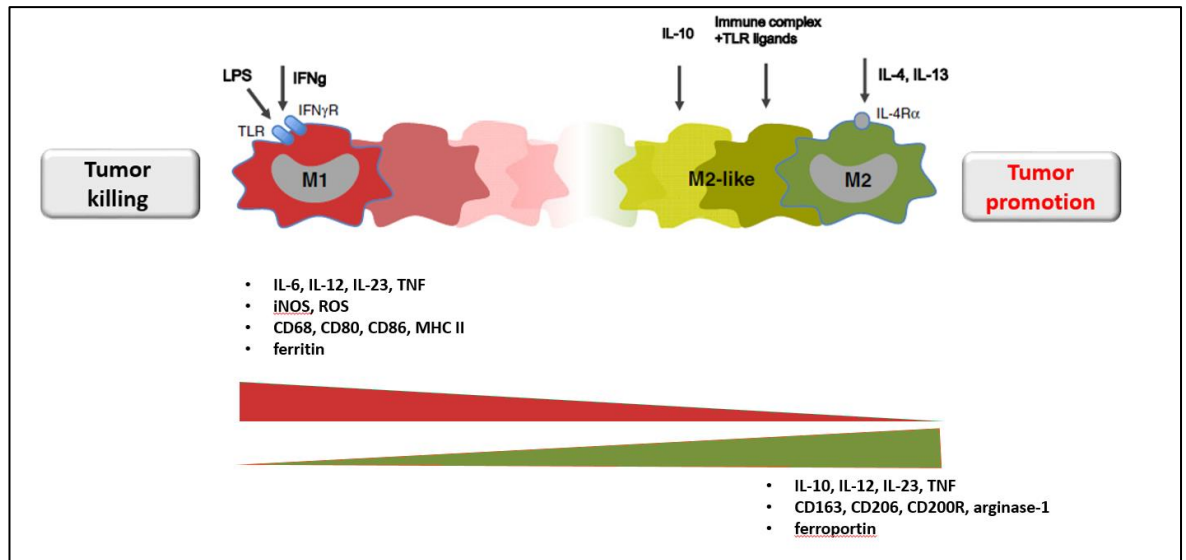 IL-10
Immune complex
+TLR ligands
LPS
IFNg
IL-4, IL-13
IFNγR
TLR
IL-4Rα
Tumor
killing
M1
M2-like
M2
Tumor
promotion
• IL-6, IL-12, IL-23, TNF
• iNOS, ROS
• CD68, CD80, CD86, MHC II
• ferritin
• IL-10, IL-12, IL-23, TNF
• CD163, CD206, CD200R, arginase-1
• ferroportin